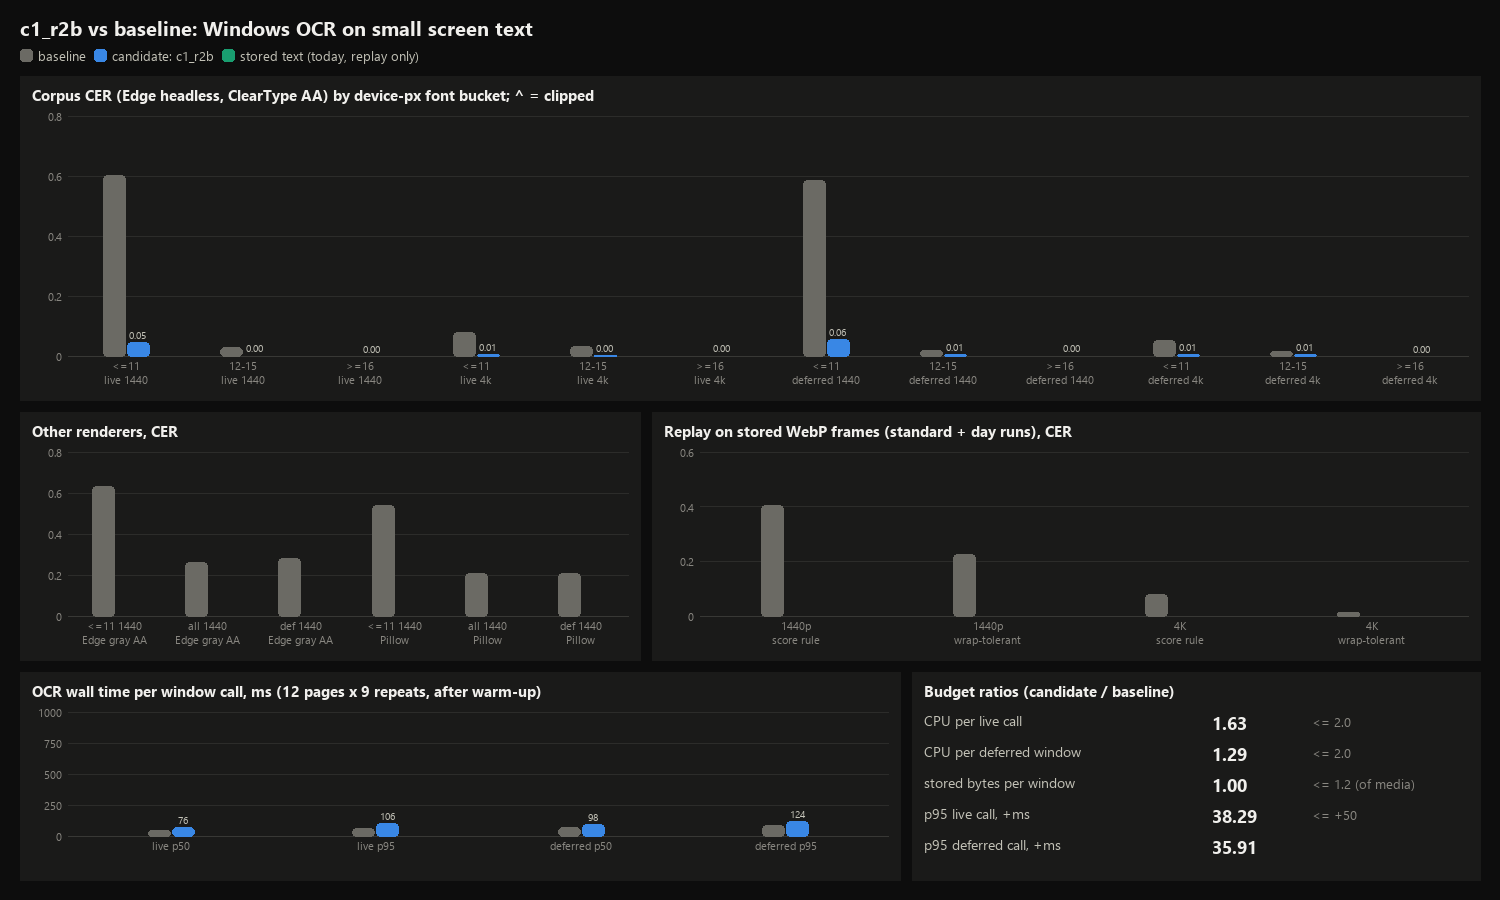 c1_r2b vs baseline: Windows OCR on small screen text
baseline candidate: c1_r2b stored text (today, replay only)
Corpus CER (Edge headless, ClearType AA) by device-px font bucket; ^ = clipped
0.8
0.6
0.4
0.2
0
0.05 0.00 0.00 0.01 0.00 0.00 0.06 0.01 0.00 0.01 0.01 0.00
<=11 12-15 >=16 <=11 12-15 >=16 <=11 12-15 >=16 <=11 12-15 >=16
live 1440 live 1440 live 1440 live 4k live 4k live 4k deferred 1440 deferred 1440 deferred 1440 deferred 4k deferred 4k deferred 4k
Other renderers, CER
0.8
0.6
0.4
0.2
0
<=11 1440 all 1440 def 1440 <=11 1440 all 1440 def 1440
Edge gray AA Edge gray AA Edge gray AA Pillow Pillow Pillow
Replay on stored WebP frames (standard + day runs), CER
0.6
0.4
0.2
0
1440p 1440p 4K 4K
score rule wrap-tolerant score rule wrap-tolerant
OCR wall time per window call, ms (12 pages x 9 repeats, after warm-up)
1000
750
500
250
0
76 106 98 124
live p50 live p95 deferred p50 deferred p95
Budget ratios (candidate / baseline)
CPU per live call 1.63 <= 2.0
CPU per deferred window 1.29 <= 2.0
stored bytes per window 1.00 <= 1.2 (of media)
p95 live call, +ms 38.29 <= +50
p95 deferred call, +ms 35.91